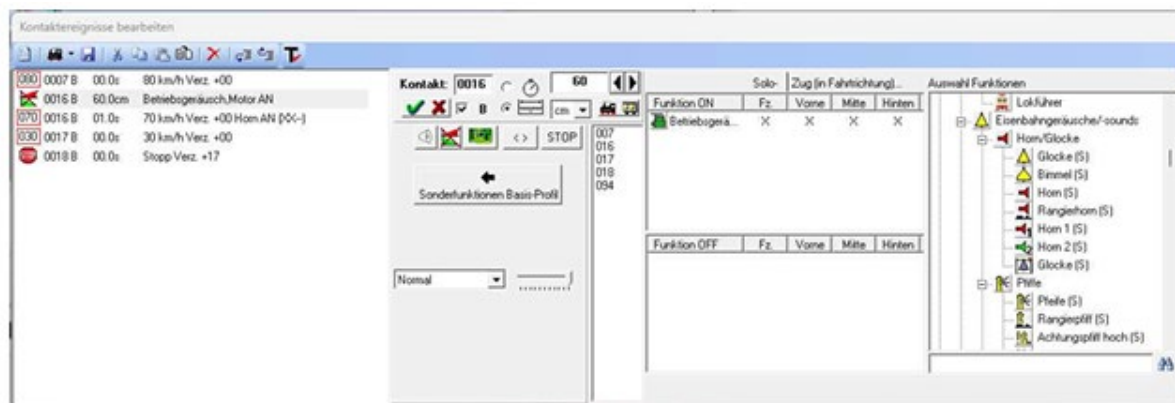 Kontaktereignisse bearbeiten
080 0007 B 00.0s 80 km/h Verz. +00
0016 B 60.0cm Betriebsgeräusch,Motor AN
070 0016 B 01.0s 70 km/h Verz. +00 Horn AN (XX--)
030 0017 B 00.0s 30 km/h Verz. +00
0018 B 00.0s Stopp Verz. +17
Kontakt: 0016 60
B cm
STOP
Sonderfunktionen Basis-Profil
Normal
007
016
017
018
094
Solo- Zug (in Fahrtrichtung)...
Funktion ON Fz. Vorne Mitte Hinten
Betriebsgerä... X X X X
Funktion OFF Fz. Vorne Mitte Hinten
Auswahl Funktionen
Lokführer
Eisenbahngeräusche/-sounds
Horn/Glocke
Glocke (S)
Bimmel (S)
Horn (S)
Rangierhorn (S)
Horn 1 (S)
Horn 2 (S)
Glocke (S)
Pfiffe
Pfeife (S)
Rangierpfiff (S)
Achtungspfiff hoch (S)